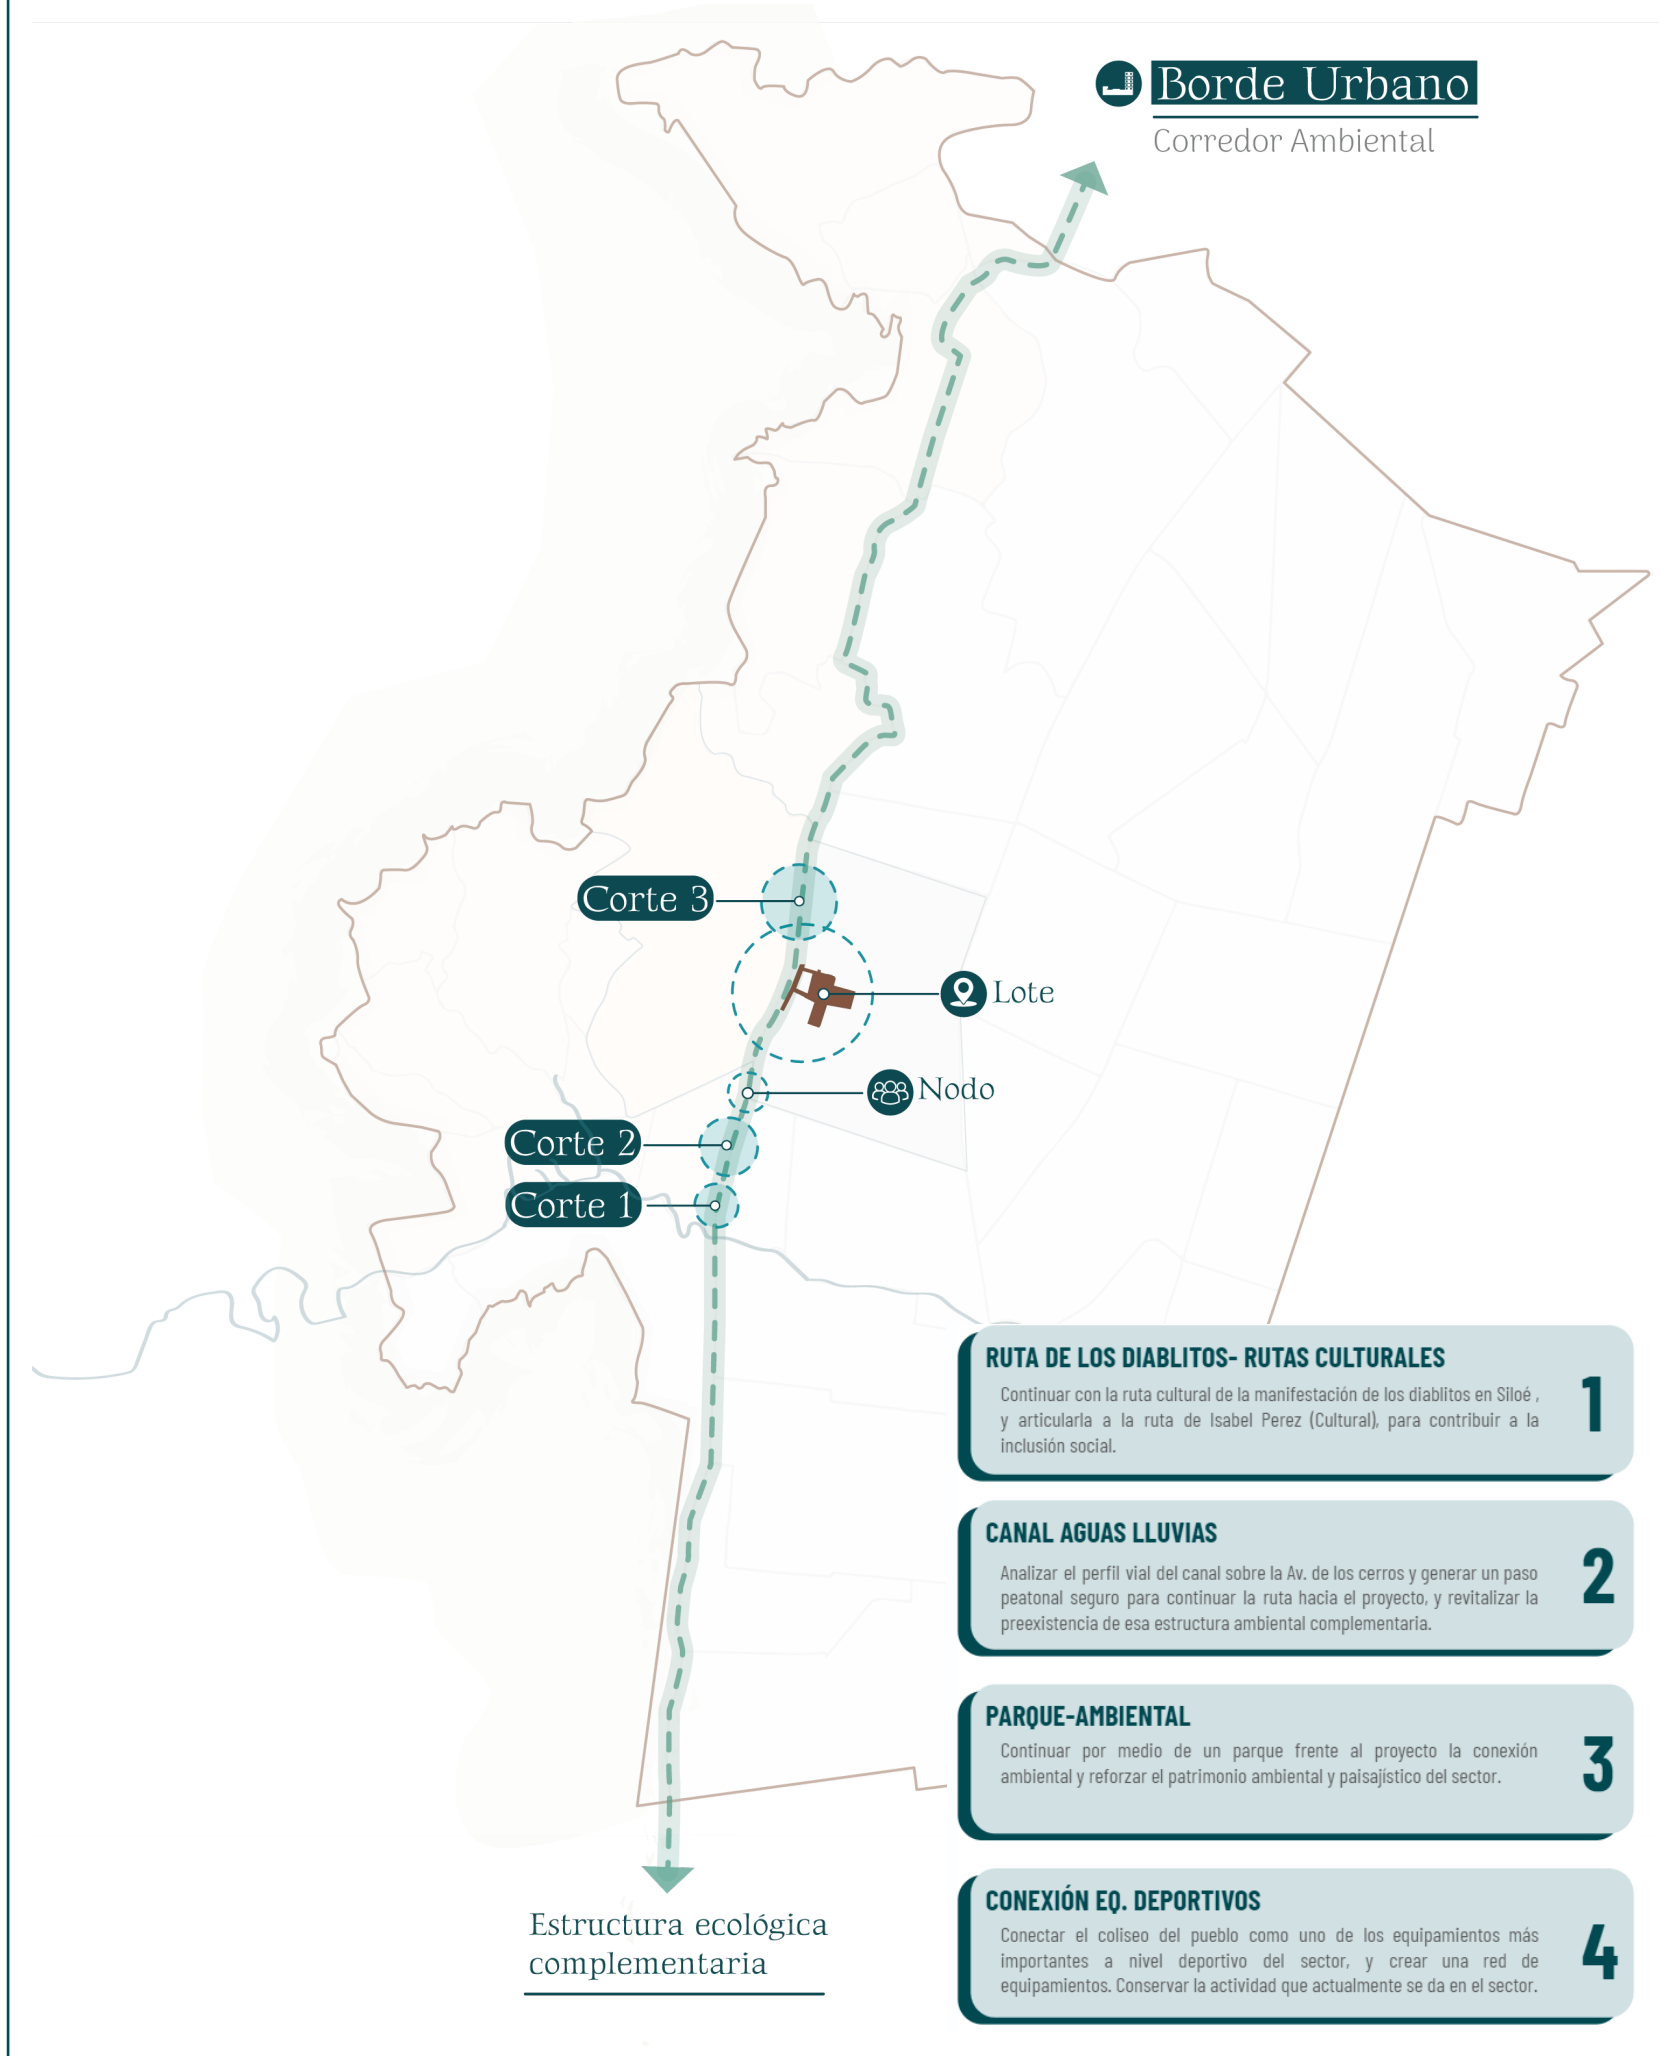 Borde Urbano
Corredor Ambiental
Corte 3
Lote
Nodo
Corte 2
Corte 1
RUTA DE LOS DIABLITOS- RUTAS CULTURALES
Continuar con la ruta cultural de la manifestación de los diablitos en Siloé ,
y articularla a la ruta de Isabel Perez (Cultural), para contribuir a la
inclusión social.
1
CANAL AGUAS LLUVIAS
Analizar el perfil vial del canal sobre la Av. de los cerros y generar un paso
peatonal seguro para continuar la ruta hacia el proyecto, y revitalizar la
preexistencia de esa estructura ambiental complementaria.
2
PARQUE-AMBIENTAL
Continuar por medio de un parque frente al proyecto la conexión
ambiental y reforzar el patrimonio ambiental y paisajístico del sector.
3
CONEXIÓN EQ. DEPORTIVOS
Conectar el coliseo del pueblo como uno de los equipamientos más
importantes a nivel deportivo del sector, y crear una red de
equipamientos. Conservar la actividad que actualmente se da en el sector.
4
Estructura ecológica
complementaria